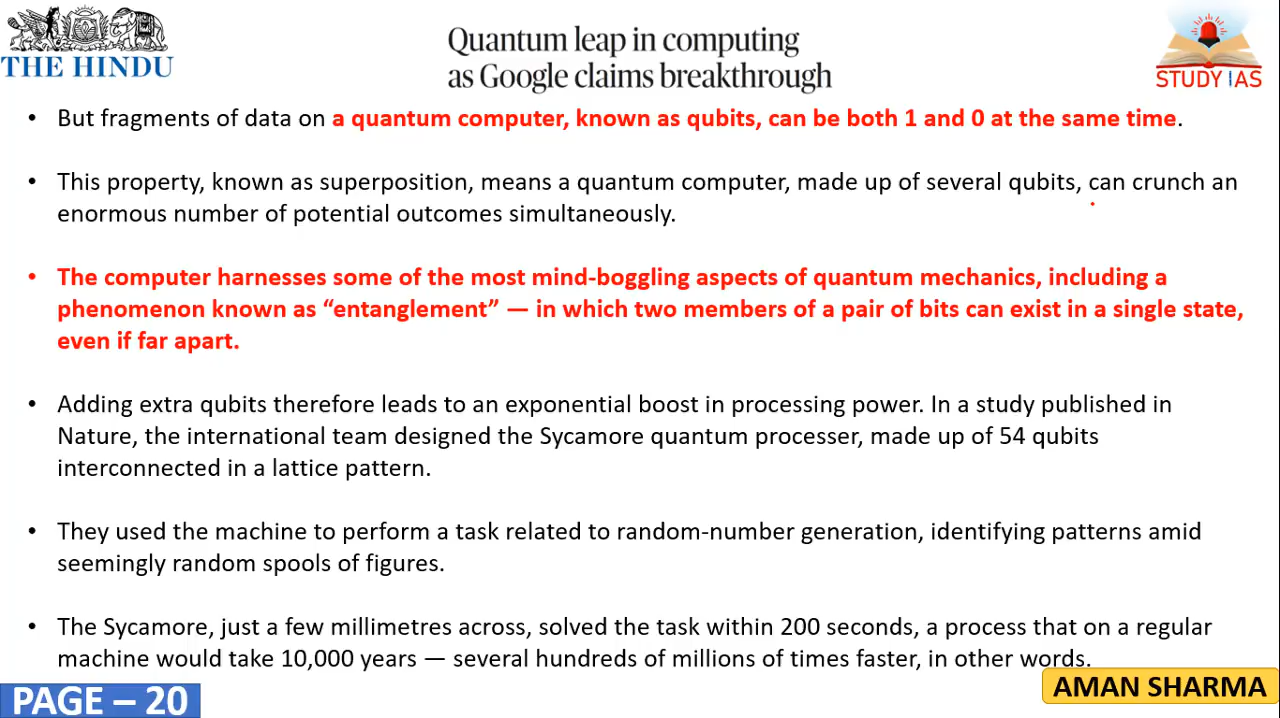 THE HINDU
Quantum leap in computing
as Google claims breakthrough
STUDY IAS
• But fragments of data on a quantum computer, known as qubits, can be both 1 and 0 at the same time.
• This property, known as superposition, means a quantum computer, made up of several qubits, can crunch an
enormous number of potential outcomes simultaneously.
• The computer harnesses some of the most mind-boggling aspects of quantum mechanics, including a
phenomenon known as “entanglement” — in which two members of a pair of bits can exist in a single state,
even if far apart.
• Adding extra qubits therefore leads to an exponential boost in processing power. In a study published in
Nature, the international team designed the Sycamore quantum processer, made up of 54 qubits
interconnected in a lattice pattern.
• They used the machine to perform a task related to random-number generation, identifying patterns amid
seemingly random spools of figures.
• The Sycamore, just a few millimetres across, solved the task within 200 seconds, a process that on a regular
machine would take 10,000 years — several hundreds of millions of times faster, in other words.
PAGE – 20
AMAN SHARMA